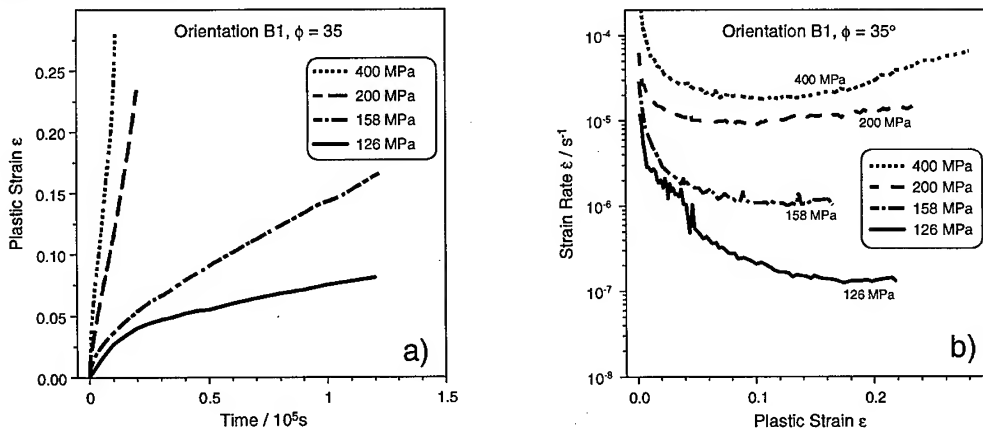 Orientation B1, ϕ = 35
400 MPa
200 MPa
158 MPa
126 MPa
0.25
0.20
0.15
0.10
0.05
0.00
Plastic Strain ε
0
0.5
1
1.5
Time / 10⁵s
a)
Orientation B1, ϕ = 35°
400 MPa
200 MPa
158 MPa
126 MPa
400 MPa
200 MPa
158 MPa
126 MPa
10⁻⁴
10⁻⁵
10⁻⁶
10⁻⁷
10⁻⁸
Strain Rate ε̇ / s⁻¹
0.0
0.1
0.2
Plastic Strain ε
b)